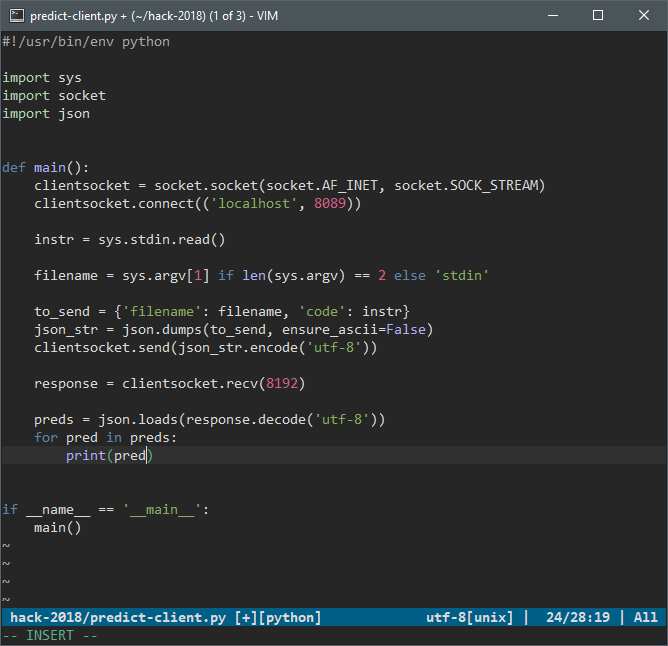 predict-client.py + (~/hack-2018) (1 of 3) - VIM
#!/usr/bin/env python
import sys
import socket
import json
def main():
    clientsocket = socket.socket(socket.AF_INET, socket.SOCK_STREAM)
    clientsocket.connect(('localhost', 8089))
    instr = sys.stdin.read()
    filename = sys.argv[1] if len(sys.argv) == 2 else 'stdin'
    to_send = {'filename': filename, 'code': instr}
    json_str = json.dumps(to_send, ensure_ascii=False)
    clientsocket.send(json_str.encode('utf-8'))
    response = clientsocket.recv(8192)
    preds = json.loads(response.decode('utf-8'))
    for pred in preds:
        print(pred)
if __name__ == '__main__':
    main()
~
~
~
~
hack-2018/predict-client.py [+][python] utf-8[unix] | 24/28:19 | All
-- INSERT --